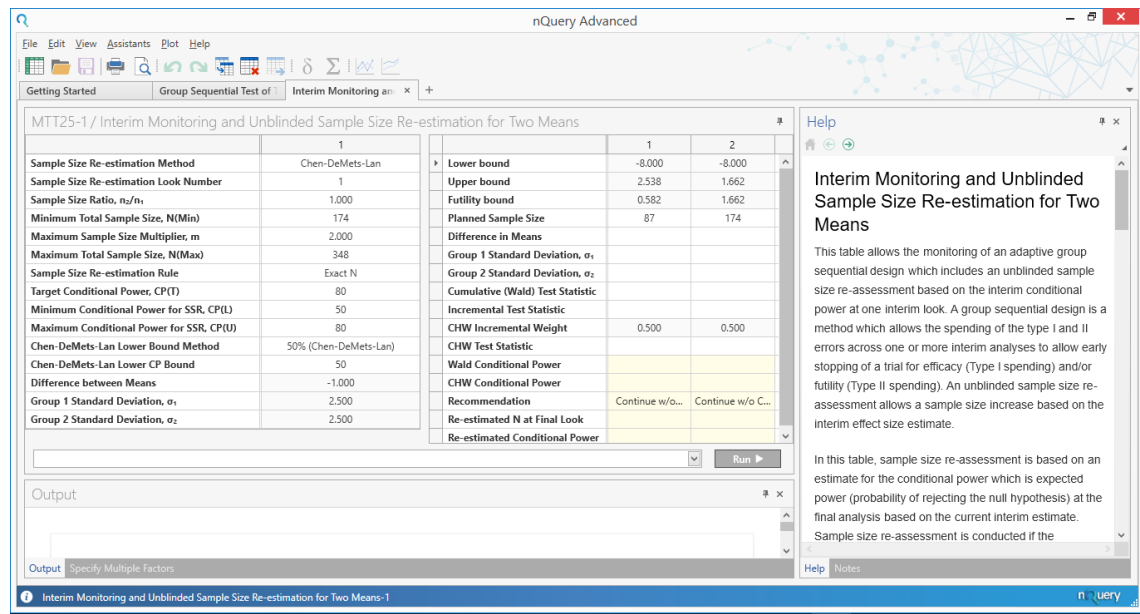 nQuery Advanced
File Edit View Assistants Plot Help
Getting Started Group Sequential Test of Interim Monitoring an
MTT25-1 / Interim Monitoring and Unblinded Sample Size Re-estimation for Two Means
1
Sample Size Re-estimation Method Chen-DeMets-Lan
Sample Size Re-estimation Look Number 1
Sample Size Ratio, n₂/n₁ 1.000
Minimum Total Sample Size, N(Min) 174
Maximum Sample Size Multiplier, m 2.000
Maximum Total Sample Size, N(Max) 348
Sample Size Re-estimation Rule Exact N
Target Conditional Power, CP(T) 80
Minimum Conditional Power for SSR, CP(L) 50
Maximum Conditional Power for SSR, CP(U) 80
Chen-DeMets-Lan Lower Bound Method 50% (Chen-DeMets-Lan)
Chen-DeMets-Lan Lower CP Bound 50
Difference between Means -1.000
Group 1 Standard Deviation, σ₁ 2.500
Group 2 Standard Deviation, σ₂ 2.500
1 2
Lower bound -8.000 -8.000
Upper bound 2.538 1.662
Futility bound 0.582 1.662
Planned Sample Size 87 174
Difference in Means
Group 1 Standard Deviation, σ₁
Group 2 Standard Deviation, σ₂
Cumulative (Wald) Test Statistic
Incremental Test Statistic
CHW Incremental Weight 0.500 0.500
CHW Test Statistic
Wald Conditional Power
CHW Conditional Power
Recommendation Continue w/o... Continue w/o C...
Re-estimated N at Final Look
Re-estimated Conditional Power
Run
Output
Output Specify Multiple Factors
Help
Interim Monitoring and Unblinded
Sample Size Re-estimation for Two
Means
This table allows the monitoring of an adaptive group
sequential design which includes an unblinded sample
size re-assessment based on the interim conditional
power at one interim look. A group sequential design is a
method which allows the spending of the type I and II
errors across one or more interim analyses to allow early
stopping of a trial for efficacy (Type I spending) and/or
futility (Type II spending). An unblinded sample size re-
assessment allows a sample size increase based on the
interim effect size estimate.
In this table, sample size re-assessment is based on an
estimate for the conditional power which is expected
power (probability of rejecting the null hypothesis) at the
final analysis based on the current interim estimate.
Sample size re-assessment is conducted if the
Help Notes
Interim Monitoring and Unblinded Sample Size Re-estimation for Two Means-1
nQuery